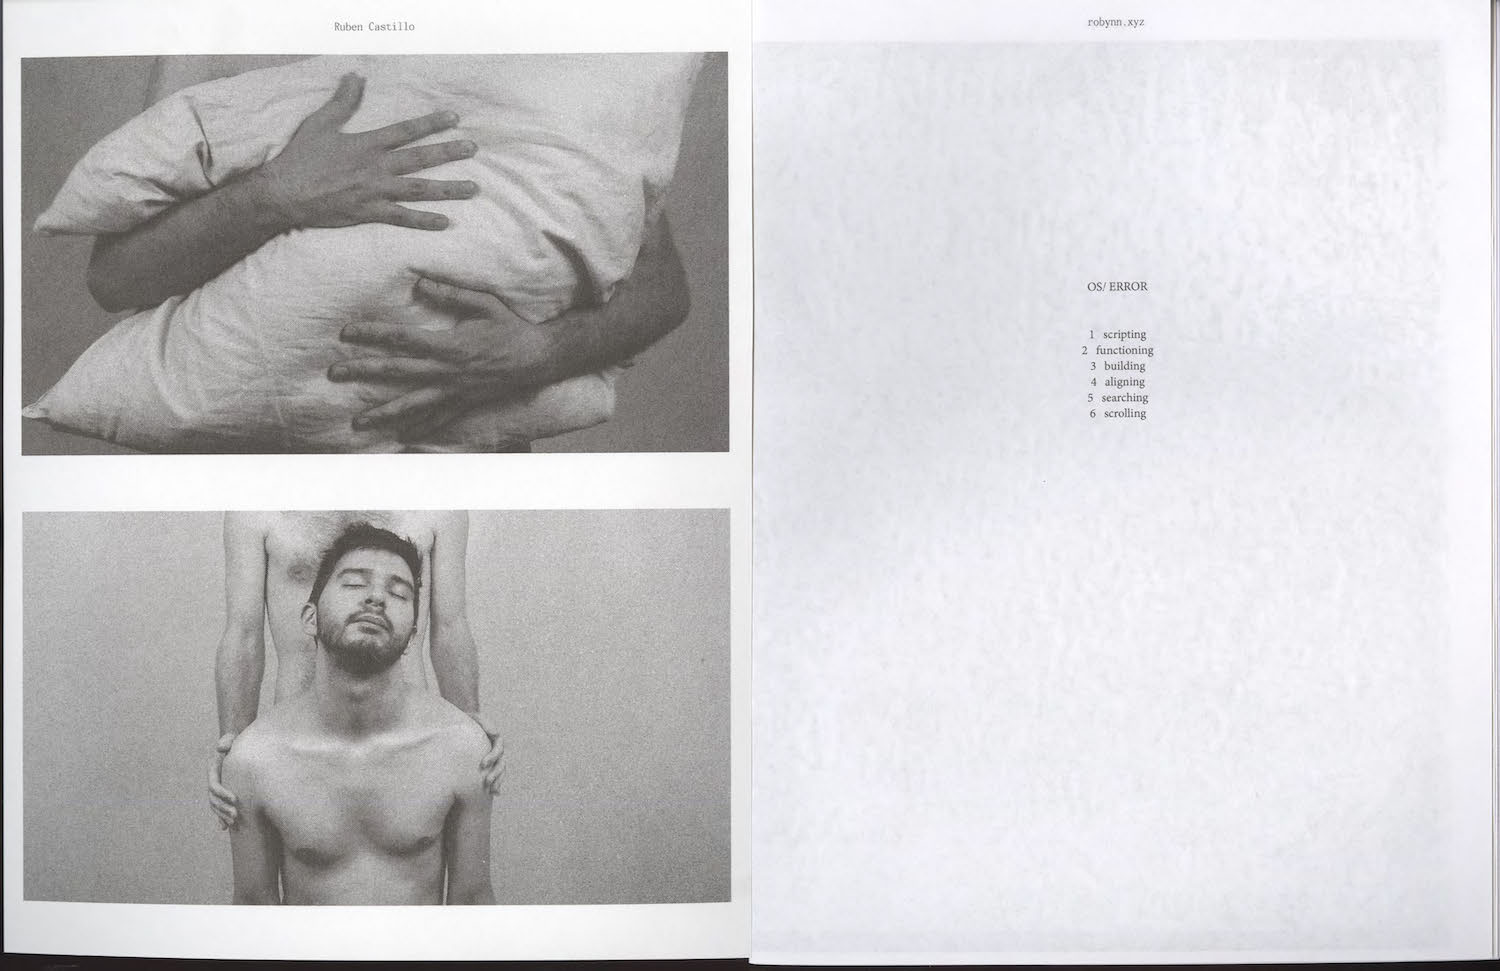 Ruben Castillo
robynn.xyz
OS/ ERROR
1 scripting
2 functioning
3 building
4 aligning
5 searching
6 scrolling